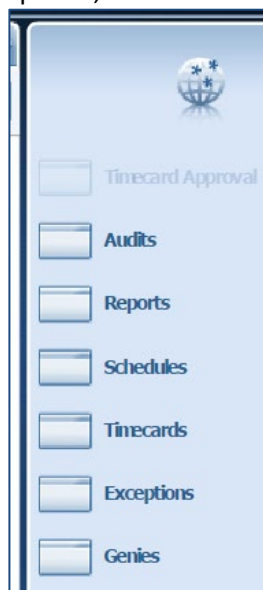 Timecard Approval
Audits
Reports
Schedules
Timecards
Exceptions
Genies